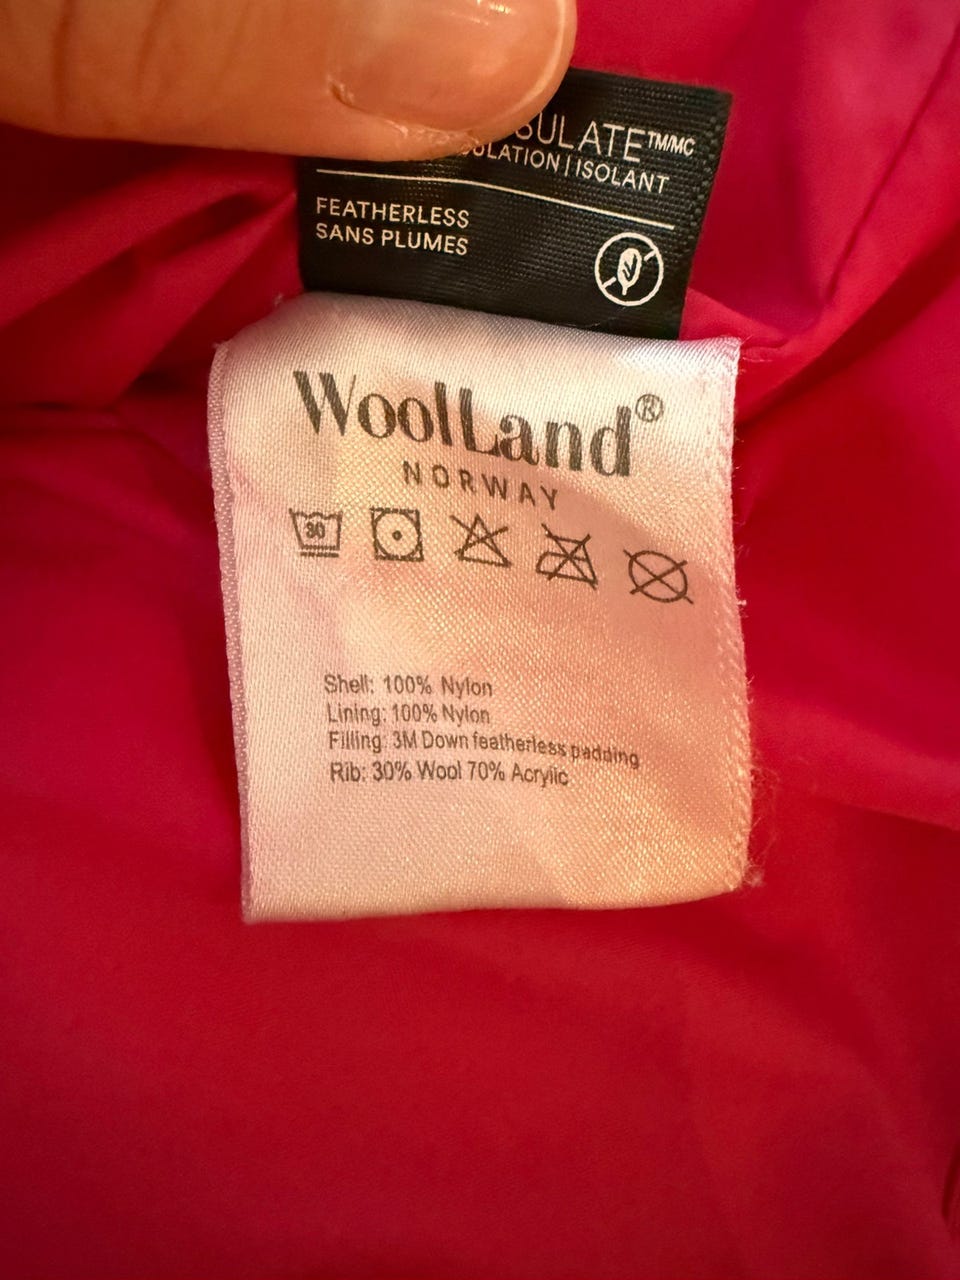 SULATE™/MC
ULATION | ISOLANT
FEATHERLESS
SANS PLUMES
WoolLand®
NORWAY
30
Shell: 100% Nylon
Lining: 100% Nylon
Filling: 3M Down featherless padding
Rib: 30% Wool 70% Acrylic